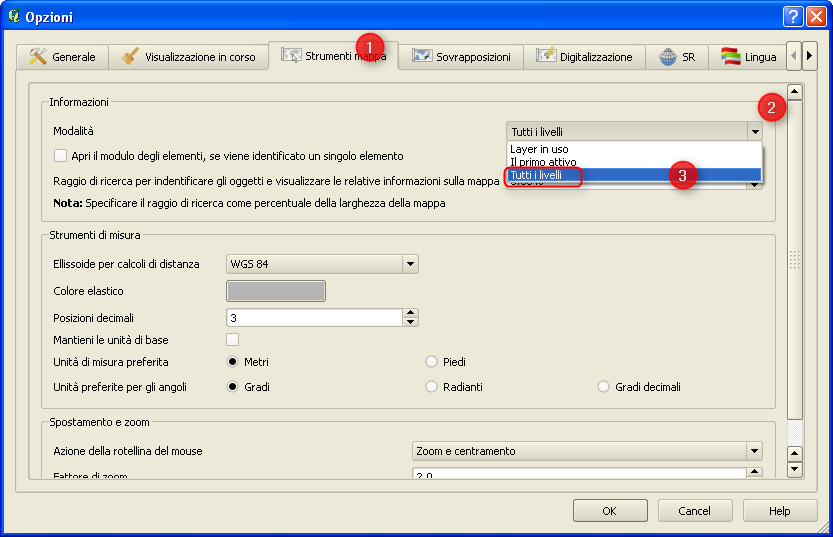 Opzioni
Generale
Visualizzazione in corso
Strumenti mappa
Sovrapposizioni
Digitalizzazione
SR
Lingua
1
Informazioni
2
Modalità
Tutti i livelli
Layer in uso
Il primo attivo
Tutti i livelli
3
Apri il modulo degli elementi, se viene identificato un singolo elemento
Raggio di ricerca per indentificare gli oggetti e visualizzare le relative informazioni sulla mappa
Nota: Specificare il raggio di ricerca come percentuale della larghezza della mappa
Strumenti di misura
Ellissoide per calcoli di distanza
WGS 84
Colore elastico
Posizioni decimali
3
Mantieni le unità di base
Unità di misura preferita
Metri
Piedi
Unità preferite per gli angoli
Gradi
Radianti
Gradi decimali
Spostamento e zoom
Azione della rotellina del mouse
Zoom e centramento
Fattore di zoom
2,0
OK
Cancel
Help